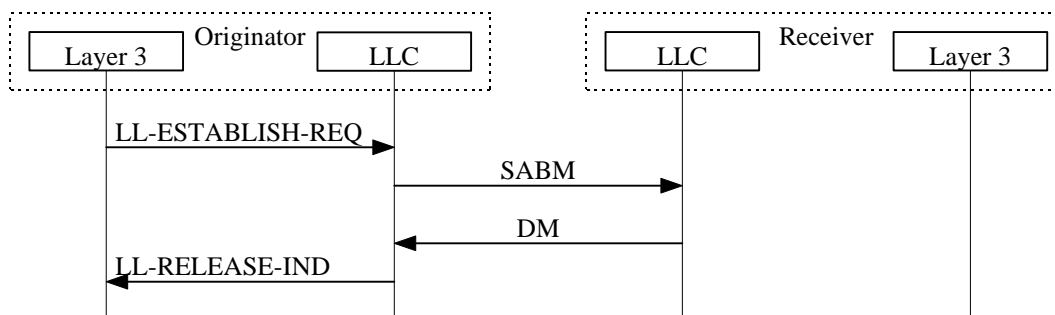 Originator
Receiver
Layer 3
LLC
LLC
Layer 3
LL-ESTABLISH-REQ
SABM
DM
LL-RELEASE-IND